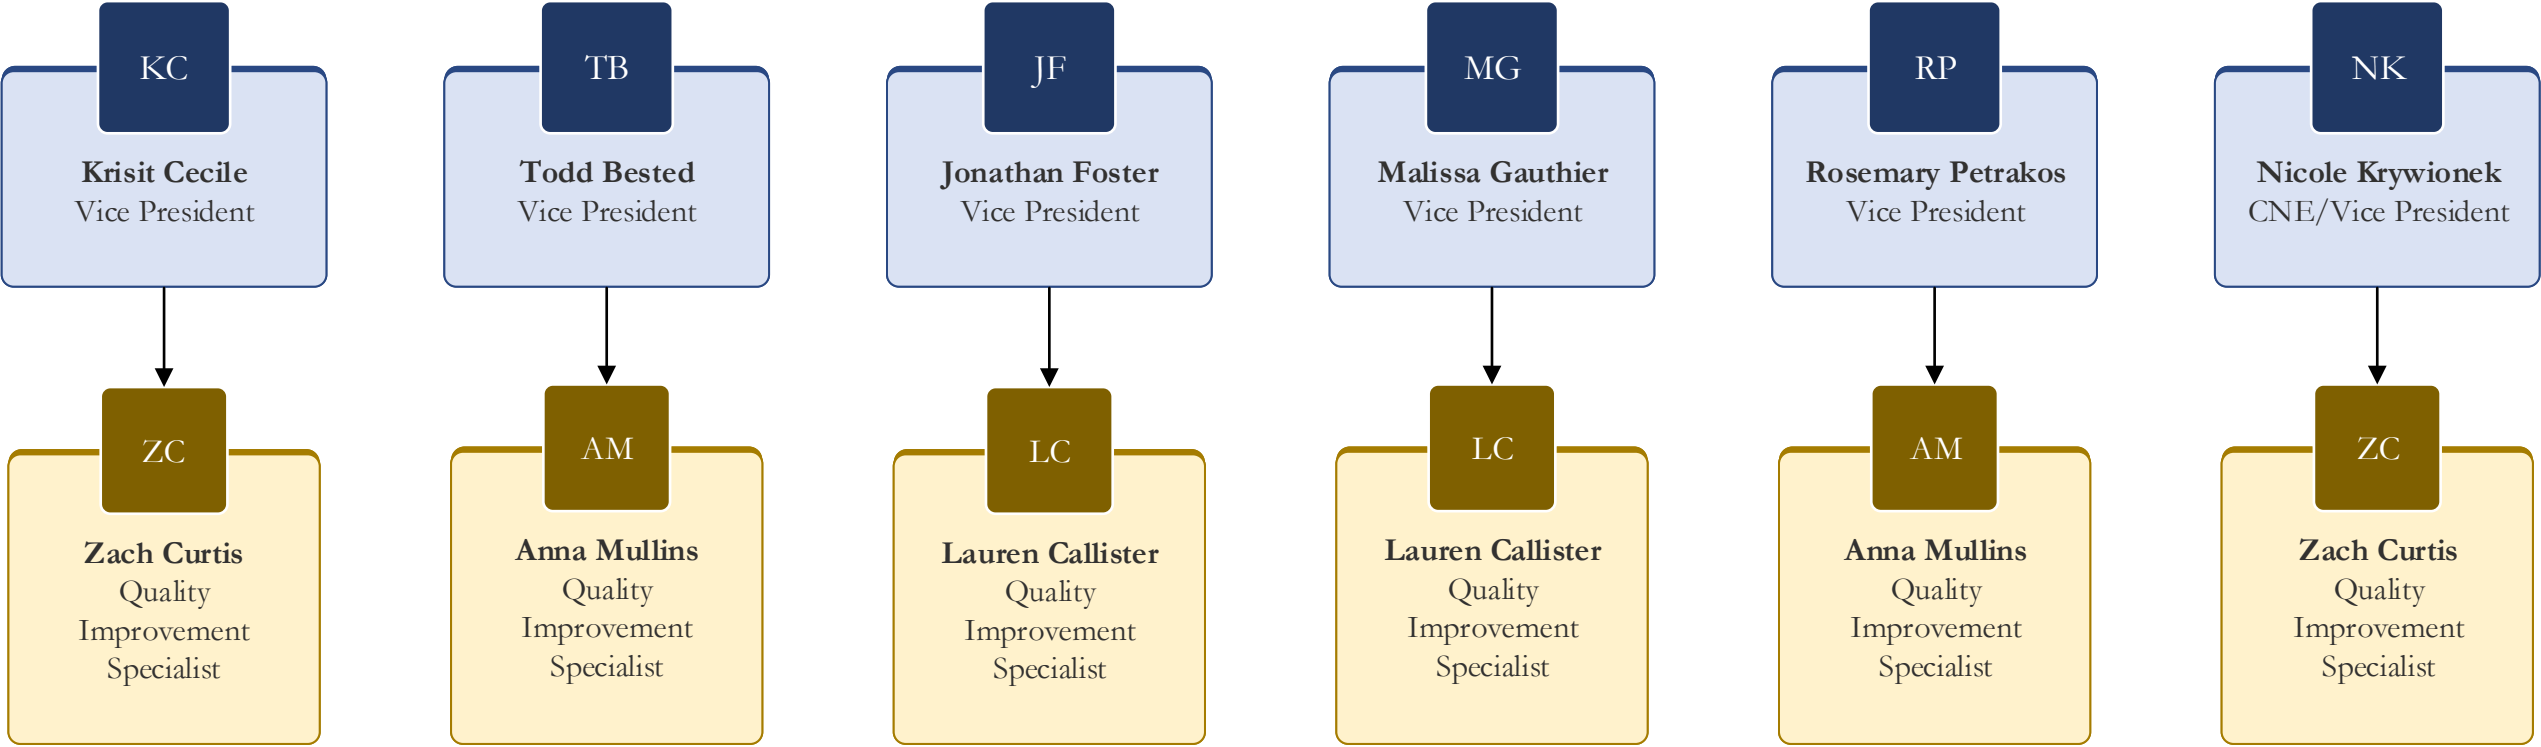 KC
Krisit Cecile
Vice President
TB
Todd Bested
Vice President
JF
Jonathan Foster
Vice President
MG
Malissa Gauthier
Vice President
RP
Rosemary Petrakos
Vice President
NK
Nicole Krywionek
CNE/Vice President
ZC
Zach Curtis
Quality
Improvement
Specialist
AM
Anna Mullins
Quality
Improvement
Specialist
LC
Lauren Callister
Quality
Improvement
Specialist
LC
Lauren Callister
Quality
Improvement
Specialist
AM
Anna Mullins
Quality
Improvement
Specialist
ZC
Zach Curtis
Quality
Improvement
Specialist